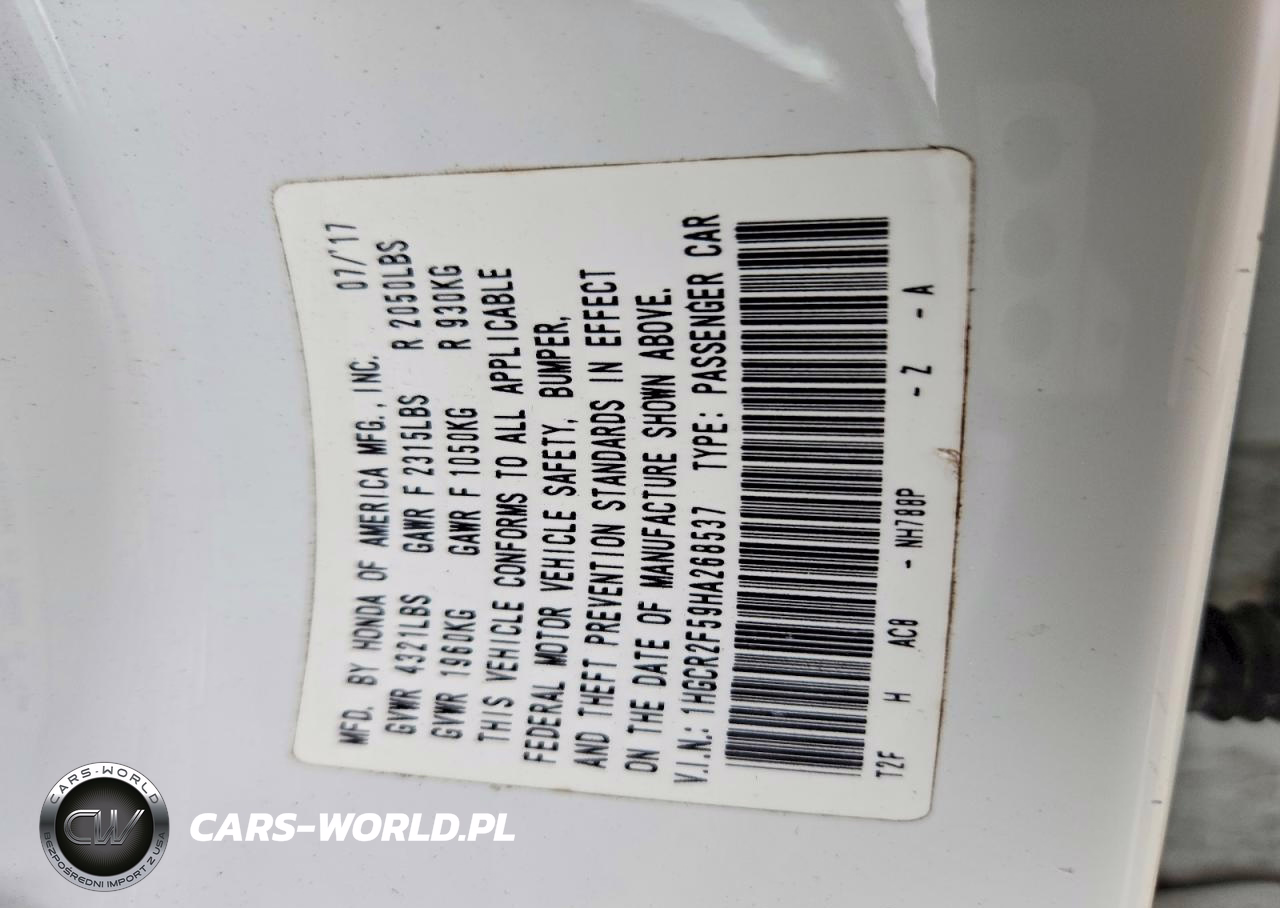 MFD. BY HONDA OF AMERICA MFG., INC. 07/'17
GVWR 4321LBS GAWR F 2315LBS R 2050LBS
GVWR 1960KG GAWR F 1050KG R 930KG
THIS VEHICLE CONFORMS TO ALL APPLICABLE
FEDERAL MOTOR VEHICLE SAFETY, BUMPER,
AND THEFT PREVENTION STANDARDS IN EFFECT
ON THE DATE OF MANUFACTURE SHOWN ABOVE.
V.I.N.: 1HGCR2F59HA268537 TYPE: PASSENGER CAR
T2F H AC8 - NH788P - Z - A
CARS-WORLD
CW
BEZPOŚREDNI IMPORT Z USA
CARS-WORLD.PL